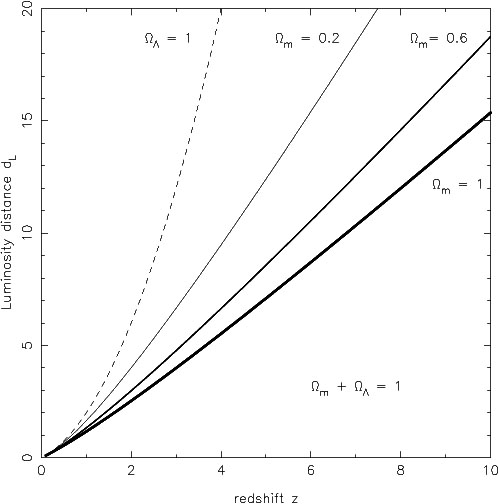 20
Ω_Λ = 1
Ω_m = 0.2
Ω_m= 0.6
15
Luminosity distance d_L
Ω_m = 1
10
5
Ω_m + Ω_Λ = 1
0
0 2 4 6 8 10
redshift z